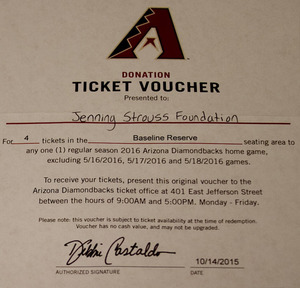 DONATION
TICKET VOUCHER
Presented to:
Jenning Strouss Foundation
For 4 tickets in the Baseline Reserve seating area to
any one (1) regular season 2016 Arizona Diamondbacks home game,
excluding 5/16/2016, 5/17/2016 and 5/18/2016 games.
To receive your tickets, present this original voucher to the
Arizona Diamondbacks ticket office at 401 East Jefferson Street
between the hours of 9:00AM and 5:00PM. Monday - Friday.
Please note: this voucher is subject to ticket availability at the time of redemption.
Voucher has no cash value, and may not be upgraded.
Debbie Castaldo 10/14/2015
AUTHORIZED SIGNATURE DATE